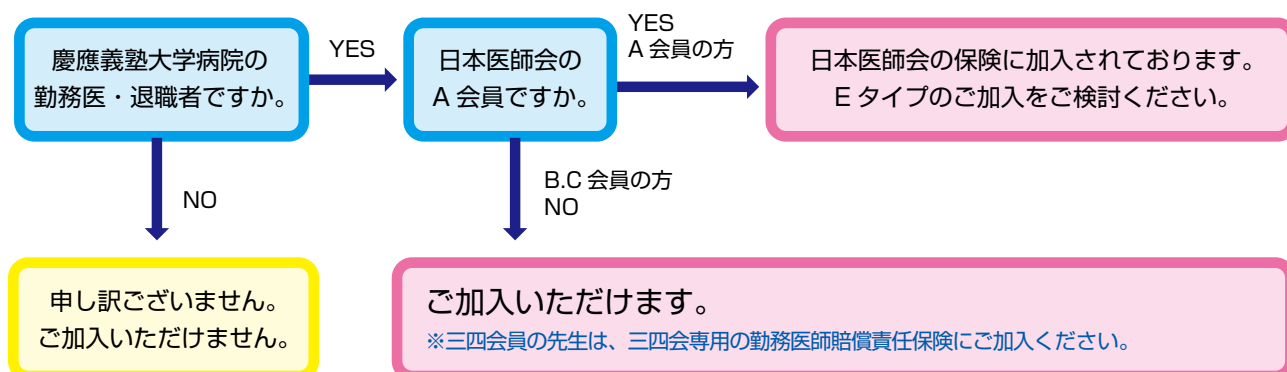 慶應義塾大学病院の
勤務医・退職者ですか。
YES
日本医師会の
A 会員ですか。
YES
A 会員の方
日本医師会の保険に加入されております。
E タイプのご加入をご検討ください。
NO
B.C 会員の方
NO
申し訳ございません。
ご加入いただけません。
ご加入いただけます。
※三四会員の先生は、三四会専用の勤務医師賠償責任保険にご加入ください。